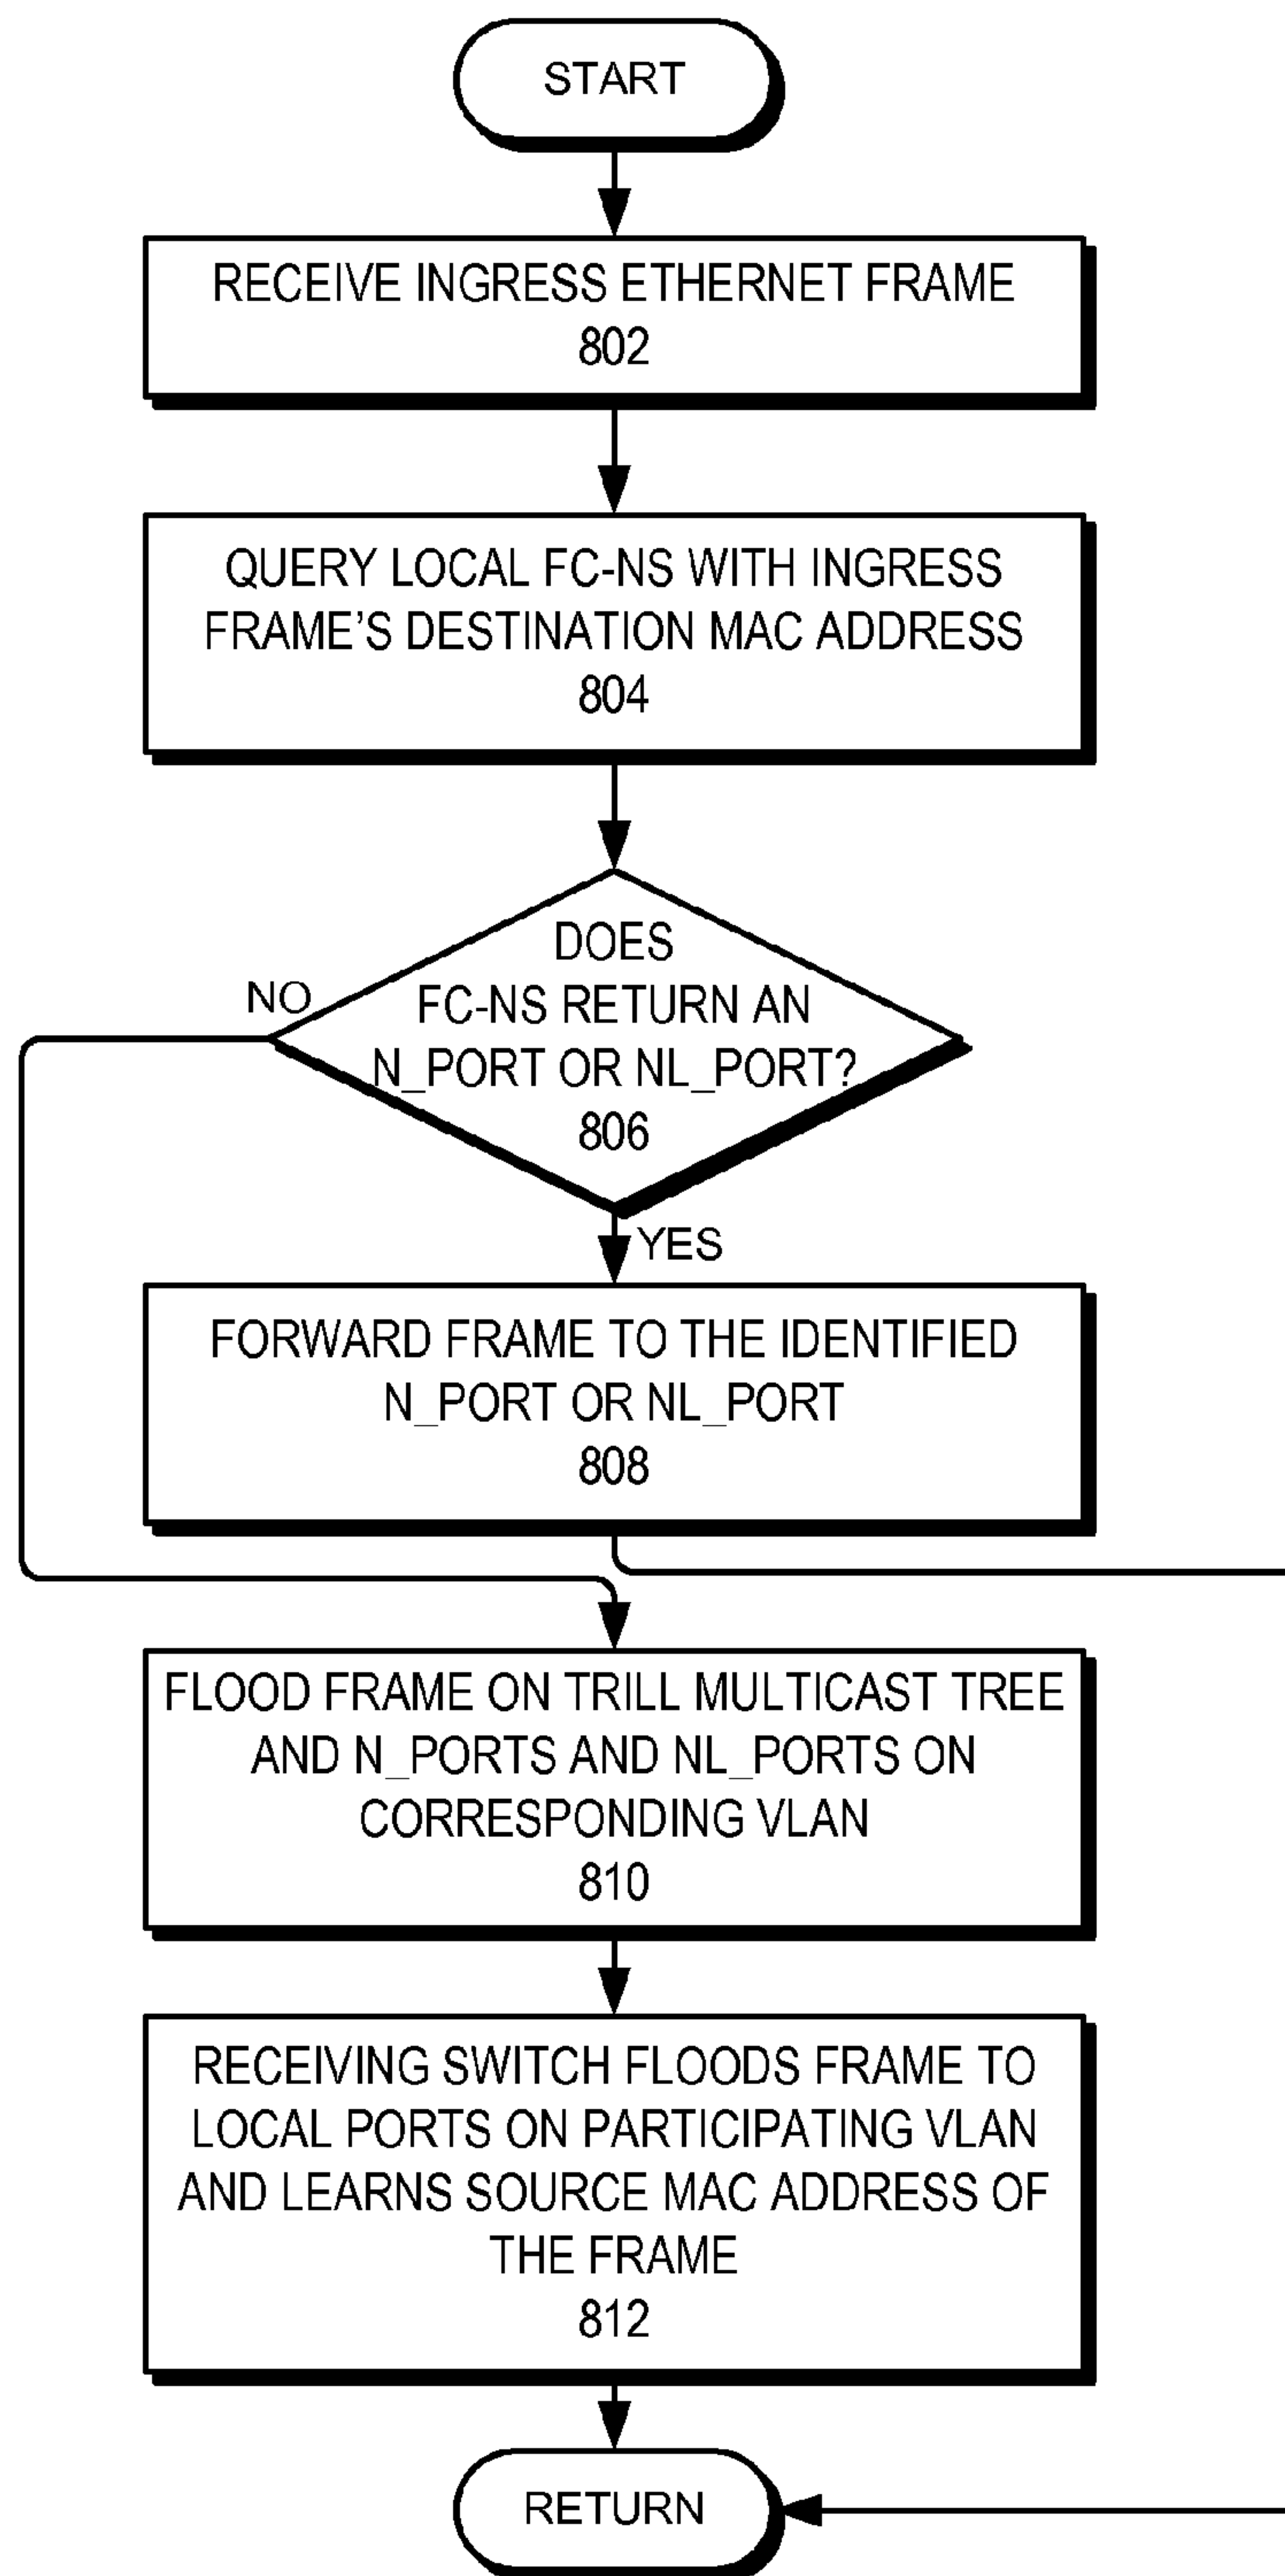 START
RECEIVE INGRESS ETHERNET FRAME
802
QUERY LOCAL FC-NS WITH INGRESS
FRAME'S DESTINATION MAC ADDRESS
804
DOES
FC-NS RETURN AN
N_PORT OR NL_PORT?
806
NO
YES
FORWARD FRAME TO THE IDENTIFIED
N_PORT OR NL_PORT
808
FLOOD FRAME ON TRILL MULTICAST TREE
AND N_PORTS AND NL_PORTS ON
CORRESPONDING VLAN
810
RECEIVING SWITCH FLOODS FRAME TO
LOCAL PORTS ON PARTICIPATING VLAN
AND LEARNS SOURCE MAC ADDRESS OF
THE FRAME
812
RETURN